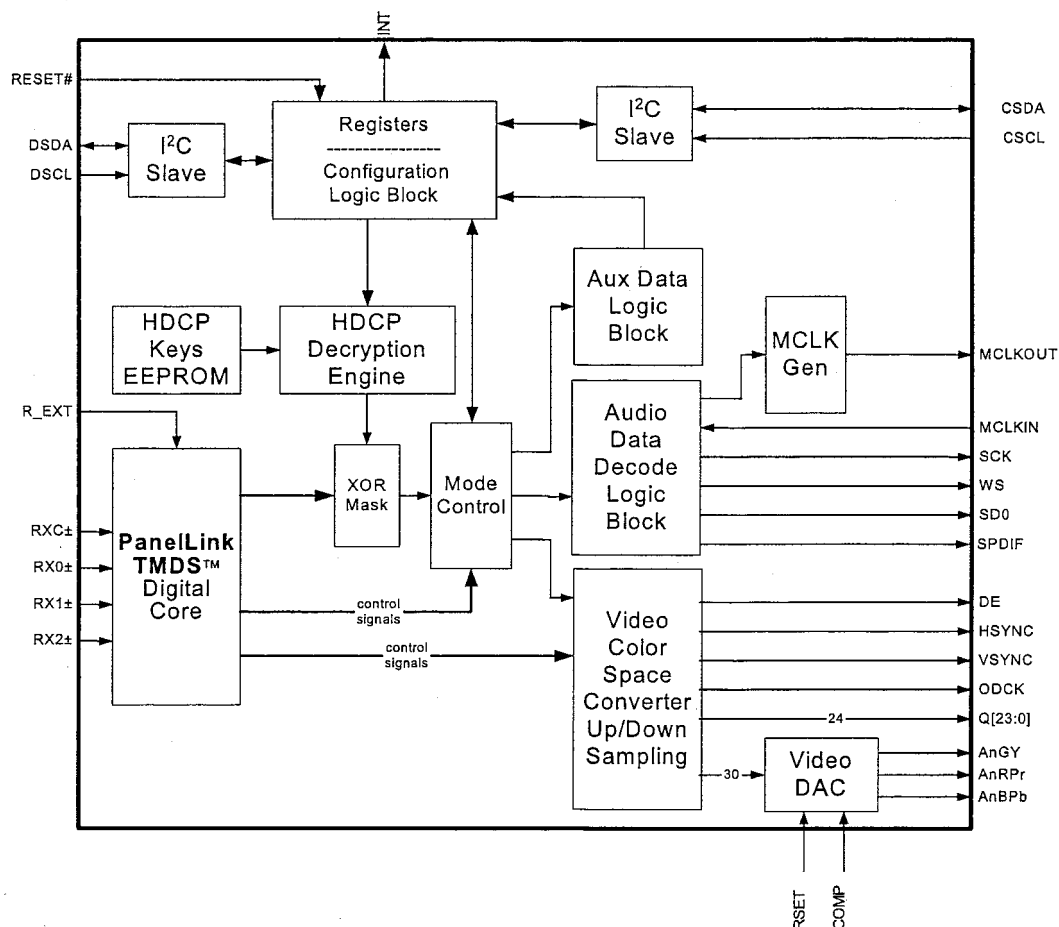 INT
RESET#
DSDA
DSCL
I²C
Slave
Registers
----------------
Configuration
Logic Block
I²C
Slave
CSDA
CSCL
HDCP
Keys
EEPROM
HDCP
Decryption
Engine
Aux Data
Logic
Block
MCLK
Gen
MCLKOUT
R_EXT
RXC±
RX0±
RX1±
RX2±
PanelLink
TMDS™
Digital
Core
XOR
Mask
Mode
Control
control
signals
control
signals
Audio
Data
Decode
Logic
Block
MCLKIN
SCK
WS
SD0
SPDIF
Video
Color
Space
Converter
Up/Down
Sampling
DE
HSYNC
VSYNC
ODCK
24
Q[23:0]
30
Video
DAC
AnGY
AnRPr
AnBPb
RSET
COMP